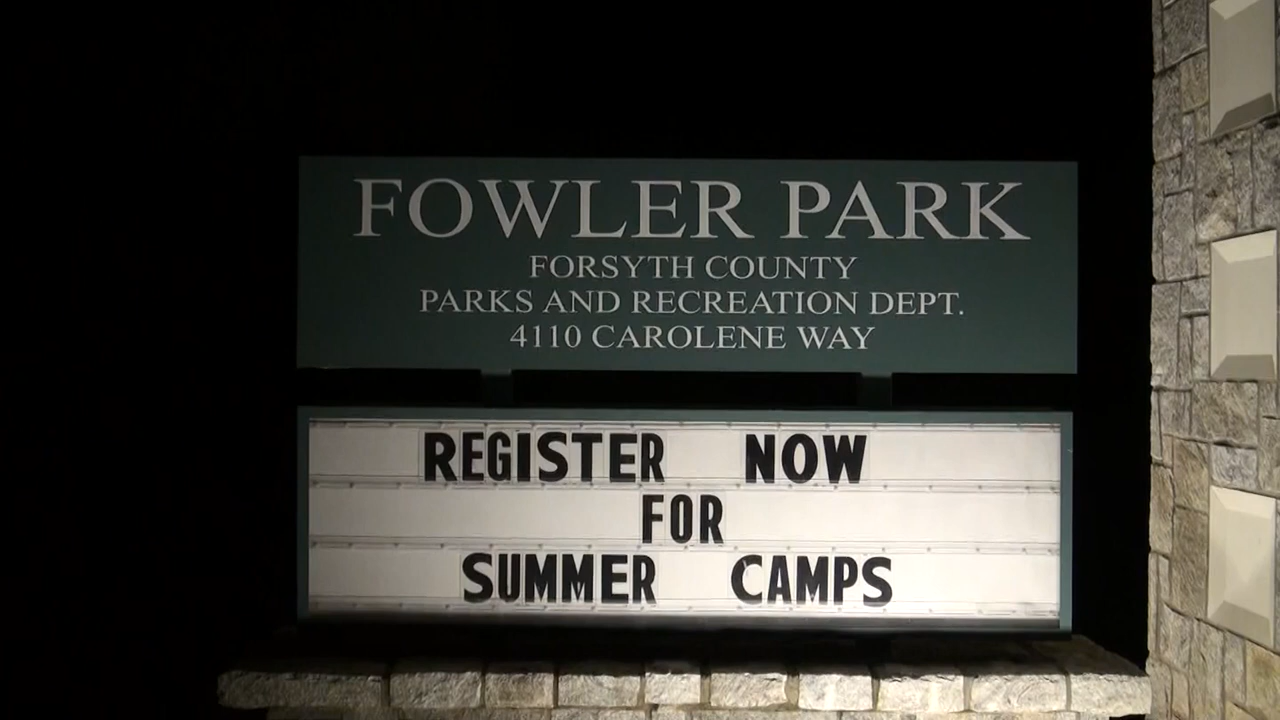 FOWLER PARK
FORSYTH COUNTY
PARKS AND RECREATION DEPT.
4110 CAROLENE WAY
REGISTER NOW
FOR
SUMMER CAMPS